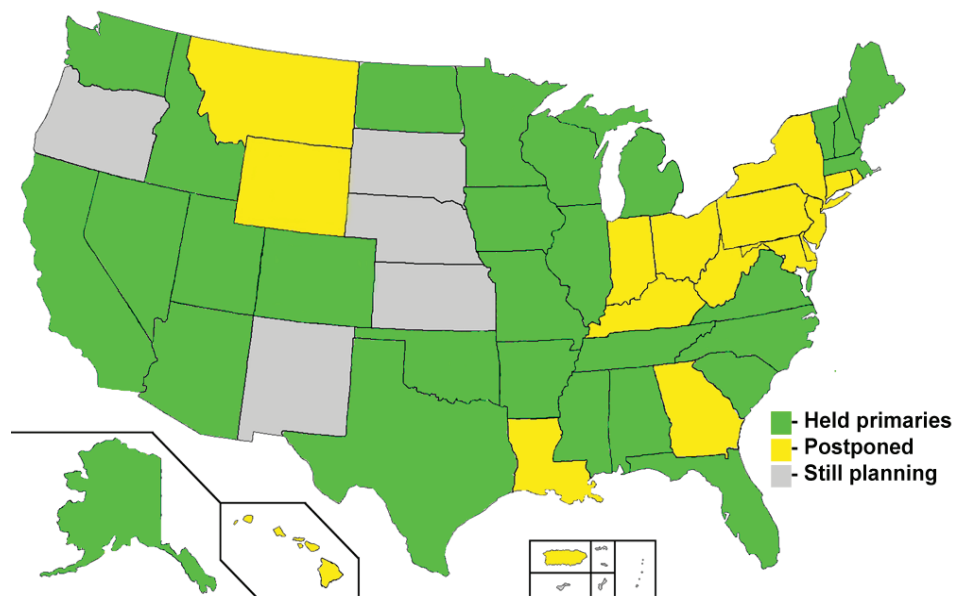 - Held primaries
- Postponed
- Still planning